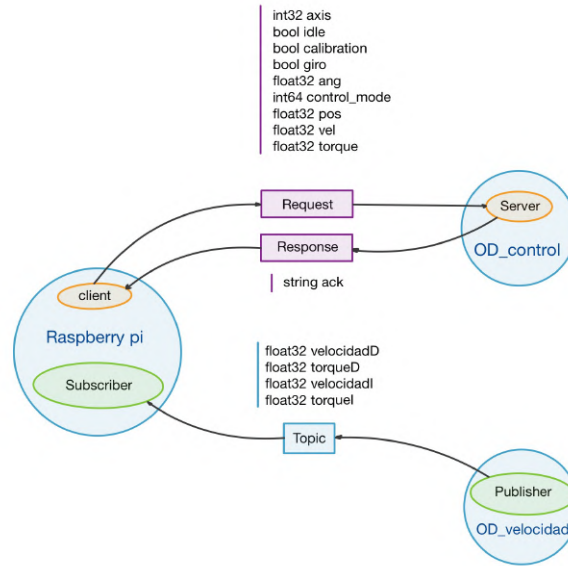 int32 axis
bool idle
bool calibration
bool giro
float32 ang
int64 control_mode
float32 pos
float32 vel
float32 torque
Request
Server
Response
OD_control
string ack
client
Raspberry pi
float32 velocidadD
float32 torqueD
float32 velocidadI
float32 torqueI
Subscriber
Topic
Publisher
OD_velocidad